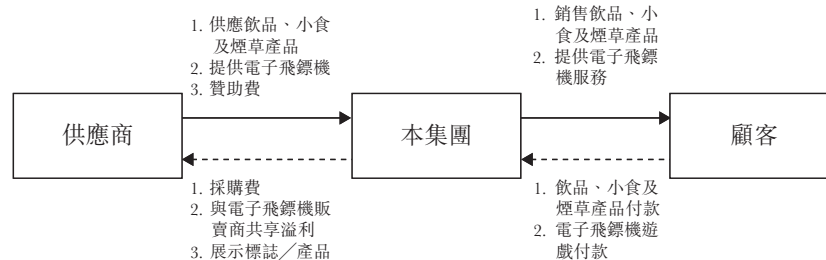 1. 供應飲品、小食
及煙草產品
2. 提供電子飛鏢機
3. 贊助費
1. 銷售飲品、小
食及煙草產品
2. 提供電子飛鏢
機服務
供應商
本集團
顧客
1. 採購費
2. 與電子飛鏢機販
賣商共享溢利
3. 展示標誌／產品
1. 飲品、小食及
煙草產品付款
2. 電子飛鏢機遊
戲付款